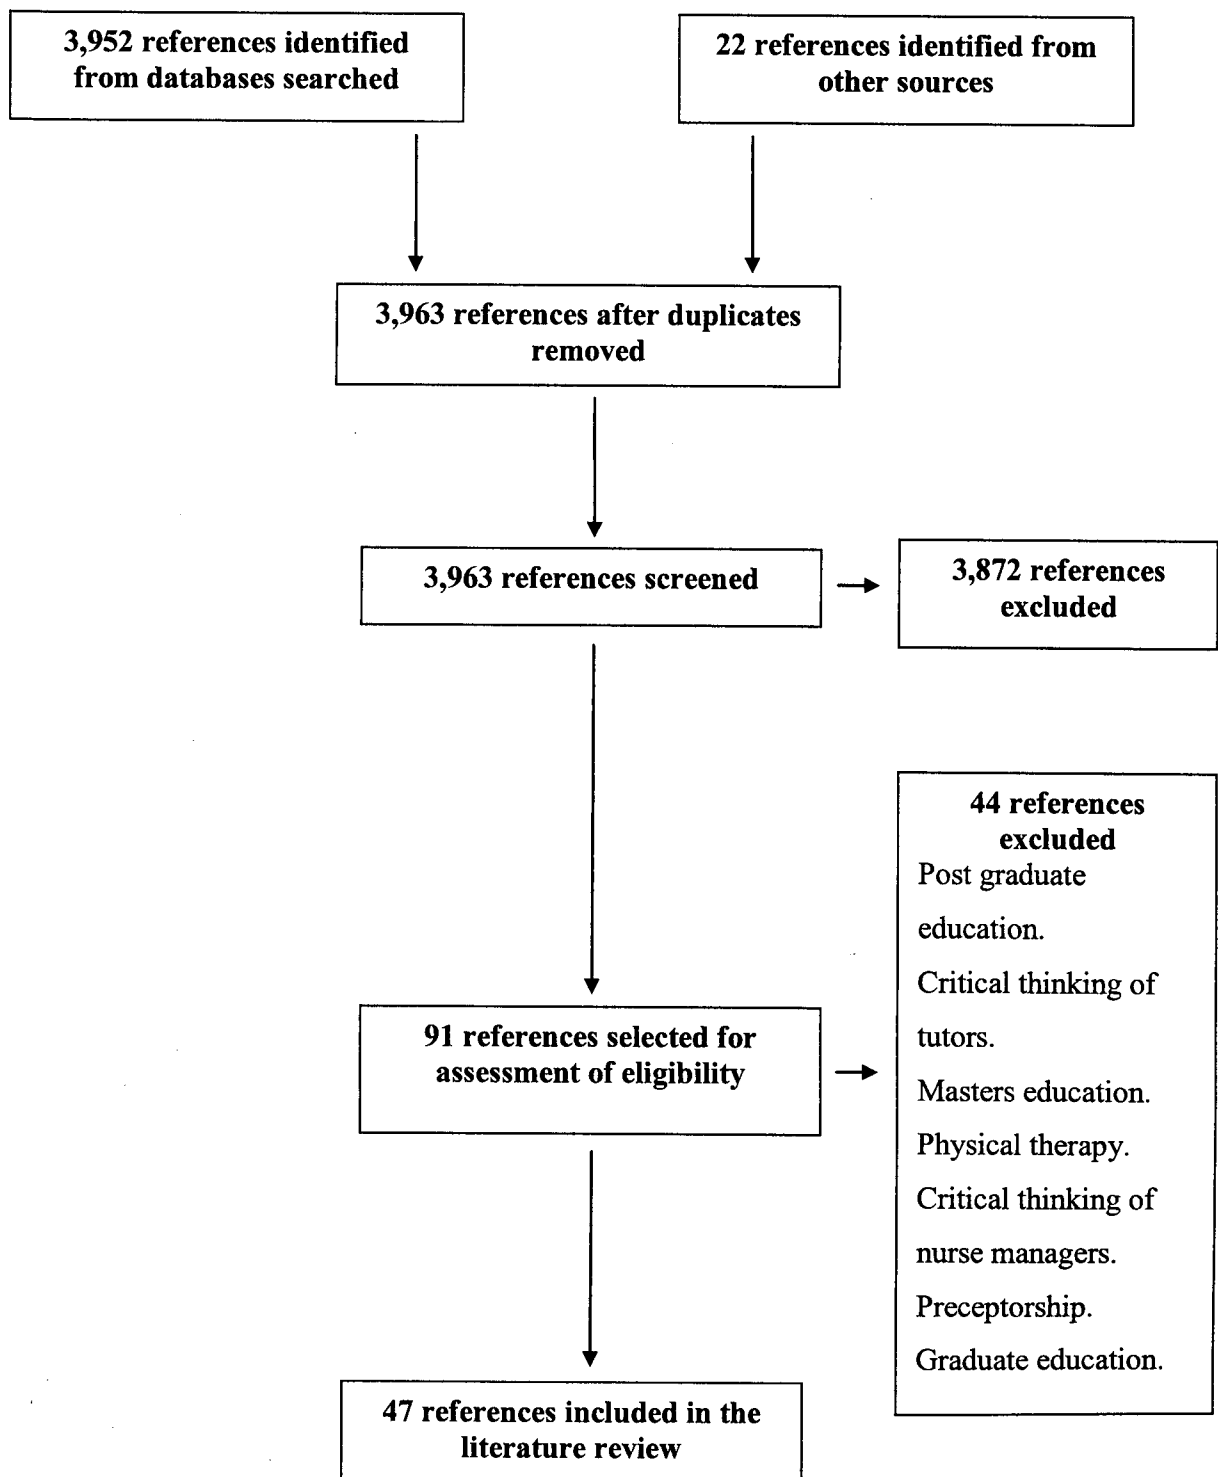 3,952 references identified
from databases searched
22 references identified from
other sources
3,963 references after duplicates
removed
3,963 references screened
3,872 references
excluded
91 references selected for
assessment of eligibility
44 references
excluded
Post graduate
education.
Critical thinking of
tutors.
Masters education.
Physical therapy.
Critical thinking of
nurse managers.
Preceptorship.
Graduate education.
47 references included in the
literature review